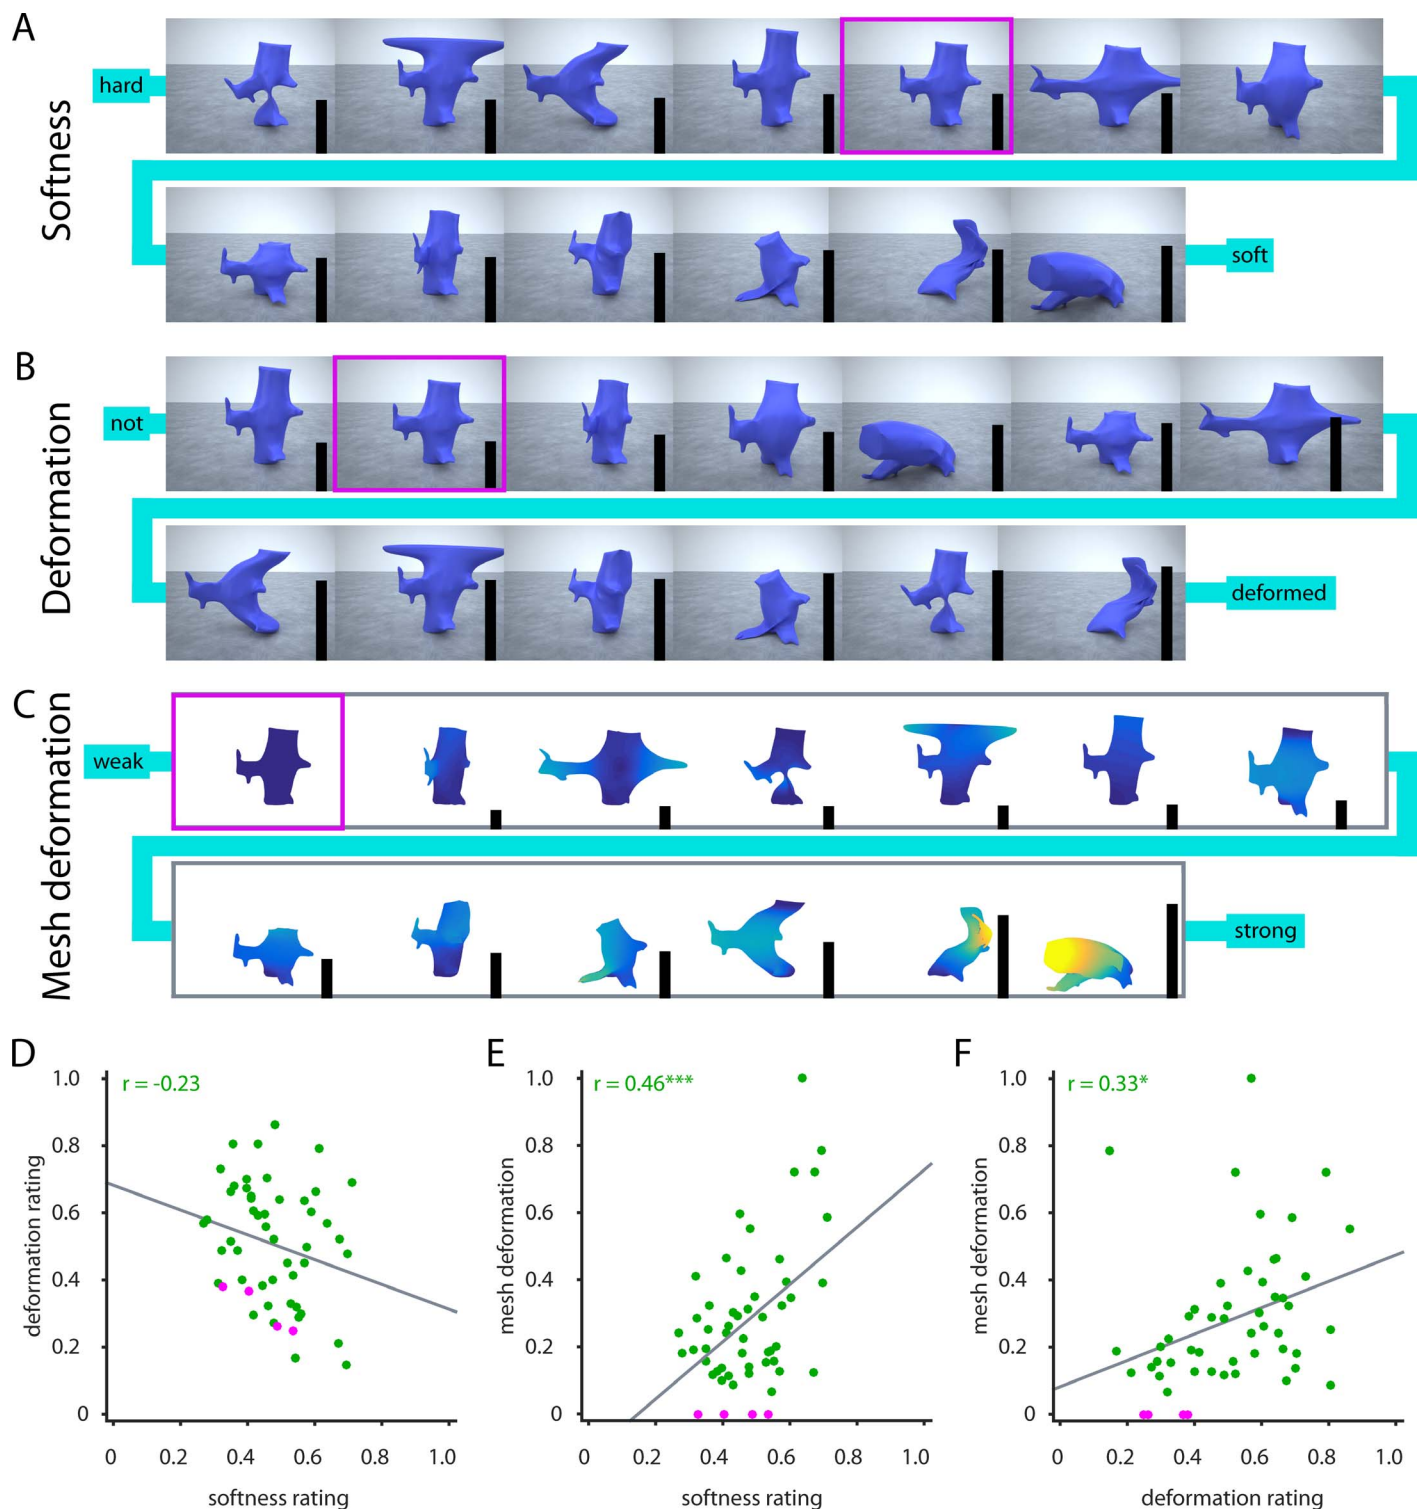 A
Softness
hard
soft
B
Deformation
not
deformed
C
Mesh deformation
weak
strong
D
r = -0.23
deformation rating
1.0
0.8
0.6
0.4
0.2
0
0 0.2 0.4 0.6 0.8 1.0
softness rating
E
r = 0.46***
mesh deformation
1.0
0.8
0.6
0.4
0.2
0
0 0.2 0.4 0.6 0.8 1.0
softness rating
F
r = 0.33*
mesh deformation
1.0
0.8
0.6
0.4
0.2
0
0 0.2 0.4 0.6 0.8 1.0
deformation rating